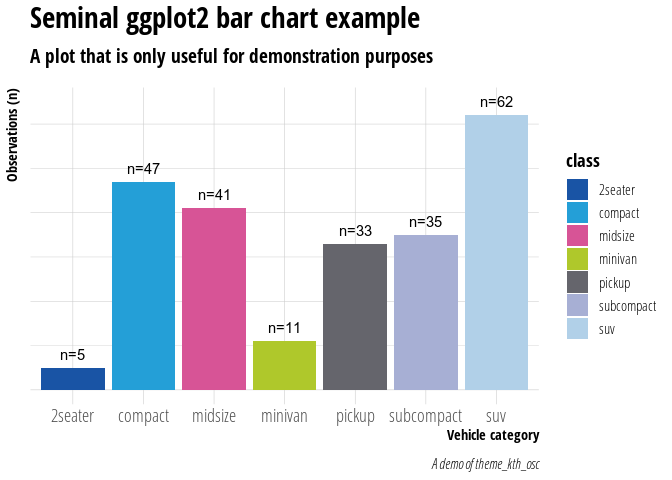 Seminal ggplot2 bar chart example
A plot that is only useful for demonstration purposes
Observations (n)
n=5
n=47
n=41
n=11
n=33
n=35
n=62
2seater
compact
midsize
minivan
pickup
subcompact
suv
Vehicle category
class
2seater
compact
midsize
minivan
pickup
subcompact
suv
A demo of theme_kth_osc